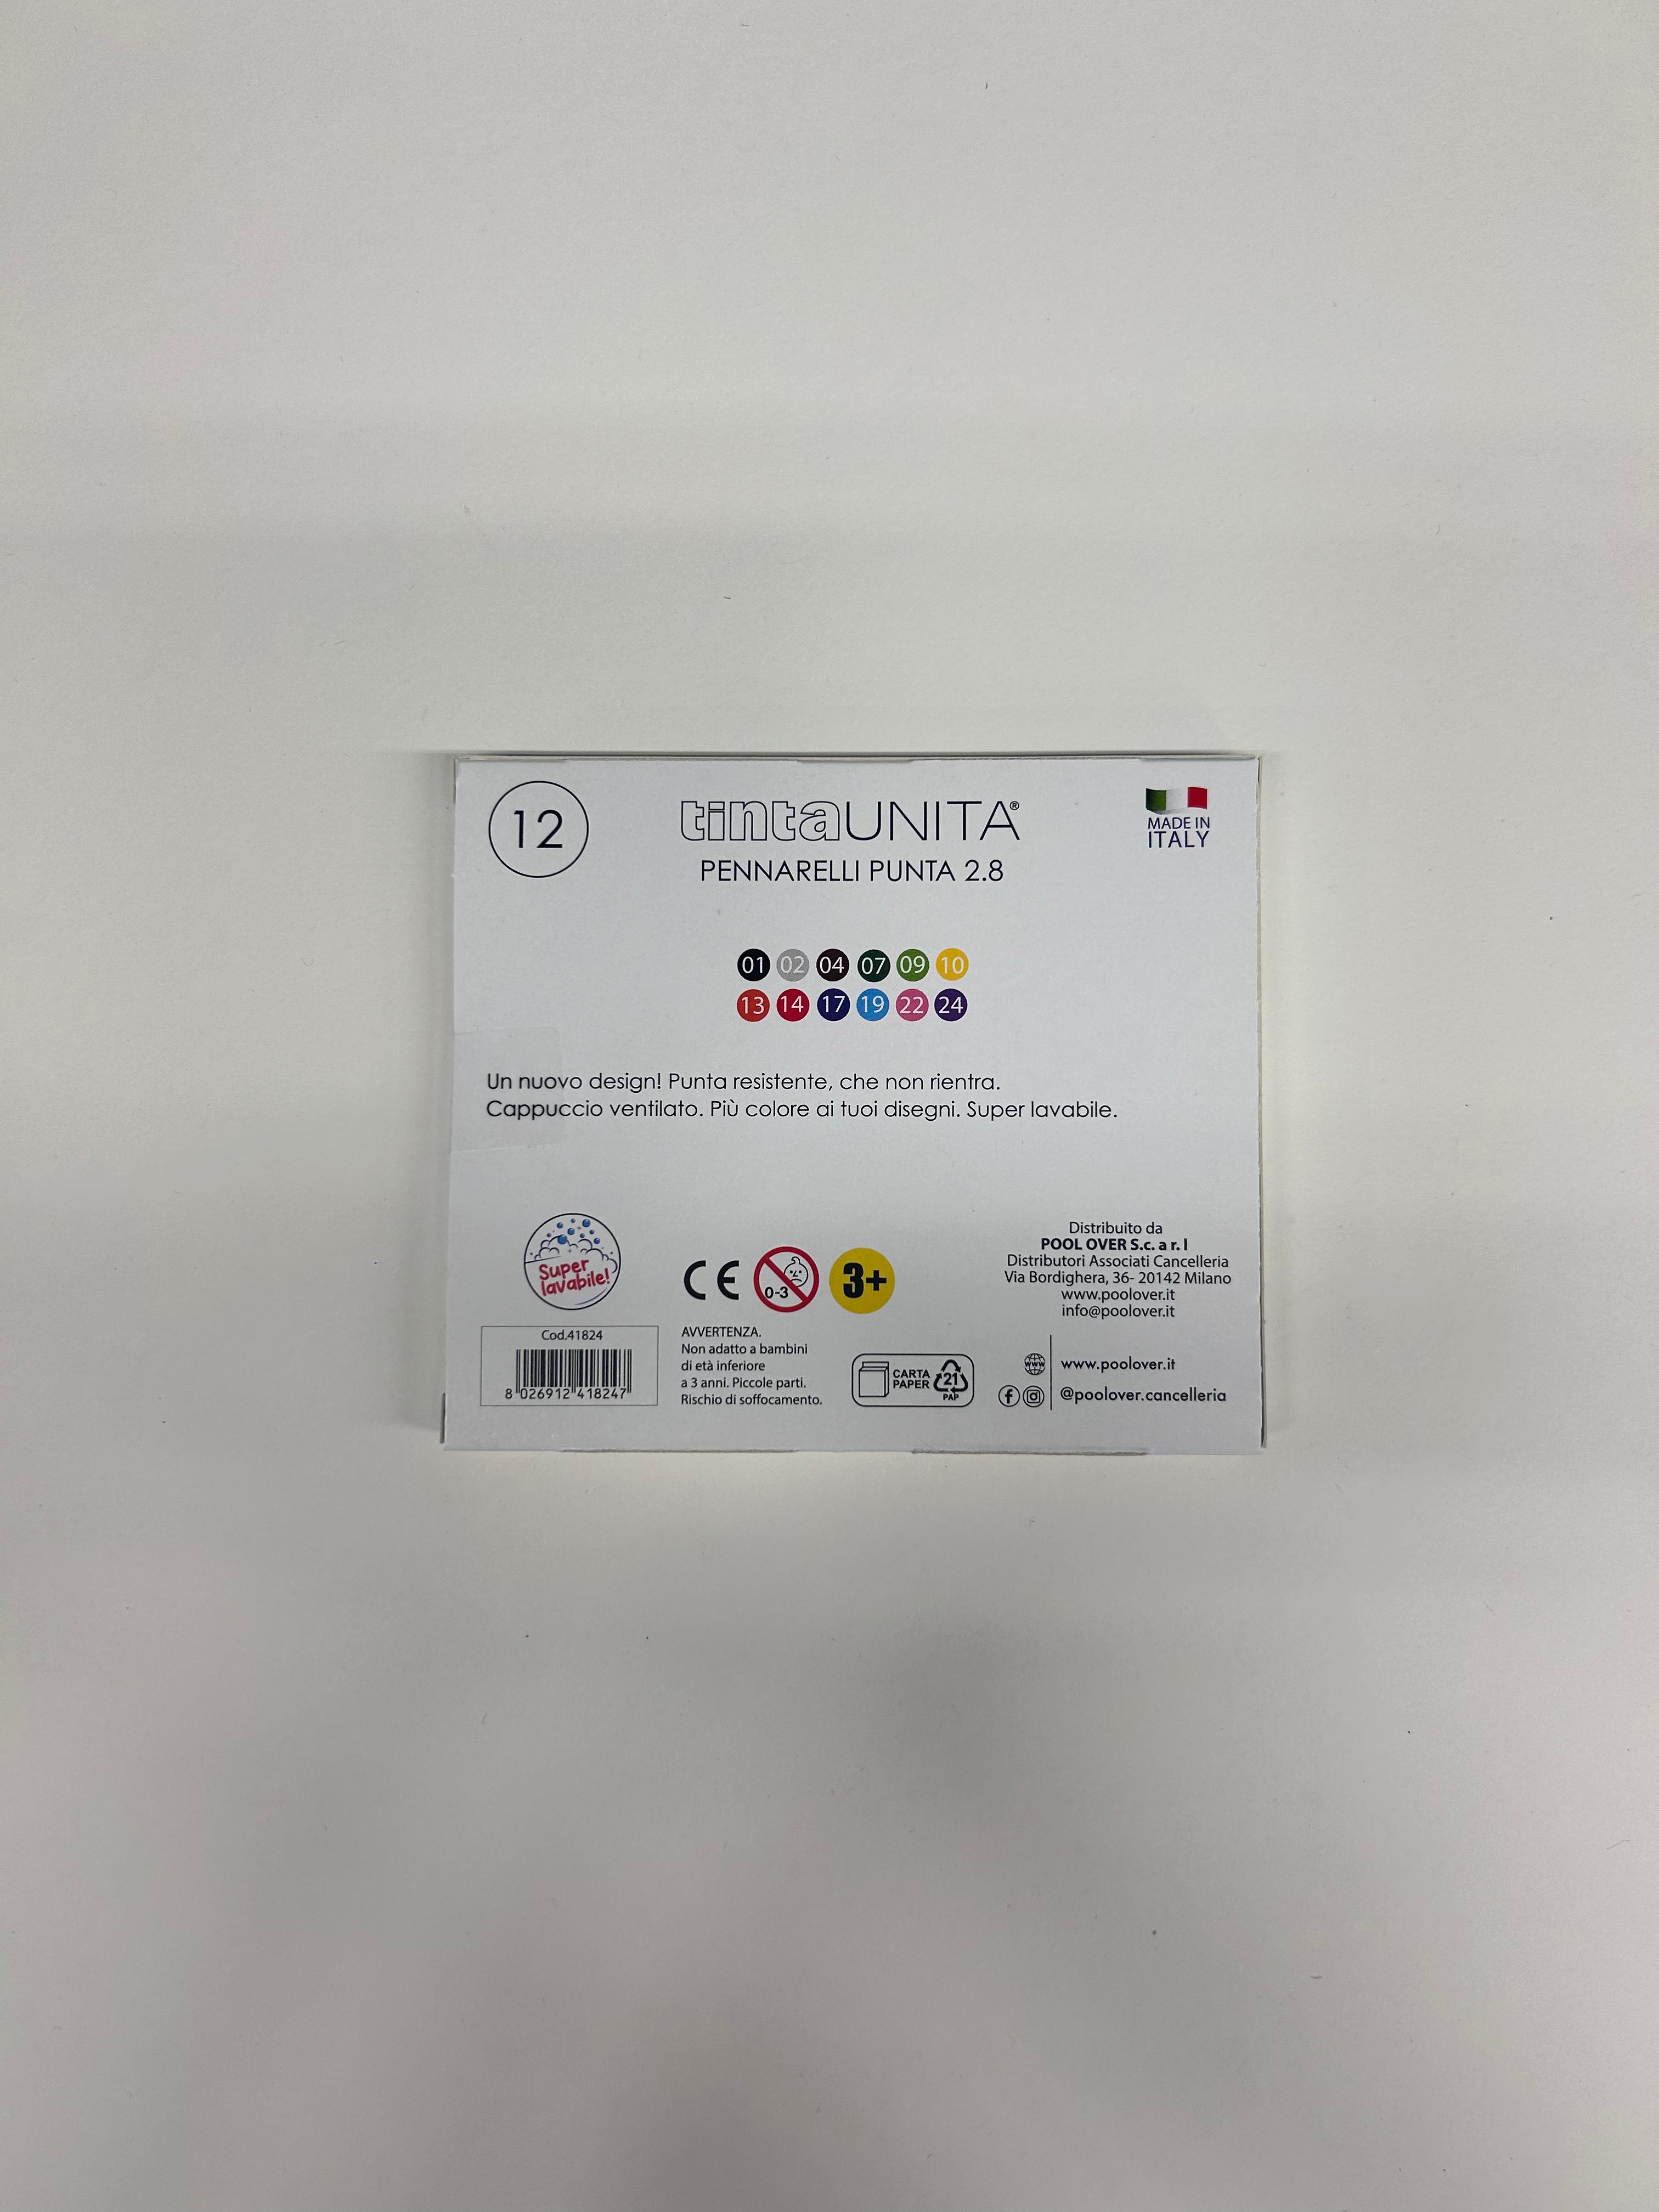 12
tintaUNITA®
PENNARELLI PUNTA 2.8
MADE IN
ITALY
01 02 04 07 09 10
13 14 17 19 22 24
Un nuovo design! Punta resistente, che non rientra.
Cappuccio ventilato. Più colore ai tuoi disegni. Super lavabile.
Super
lavabile!
CE
0-3
3+
Distribuito da
POOL OVER S.c. a r. l
Distributori Associati Cancelleria
Via Bordighera, 36- 20142 Milano
www.poolover.it
info@poolover.it
Cod.41824
8 026912 418247
AVVERTENZA.
Non adatto a bambini
di età inferiore
a 3 anni. Piccole parti.
Rischio di soffocamento.
CARTA
PAPER
21
PAP
www
www.poolover.it
@poolover.cancelleria